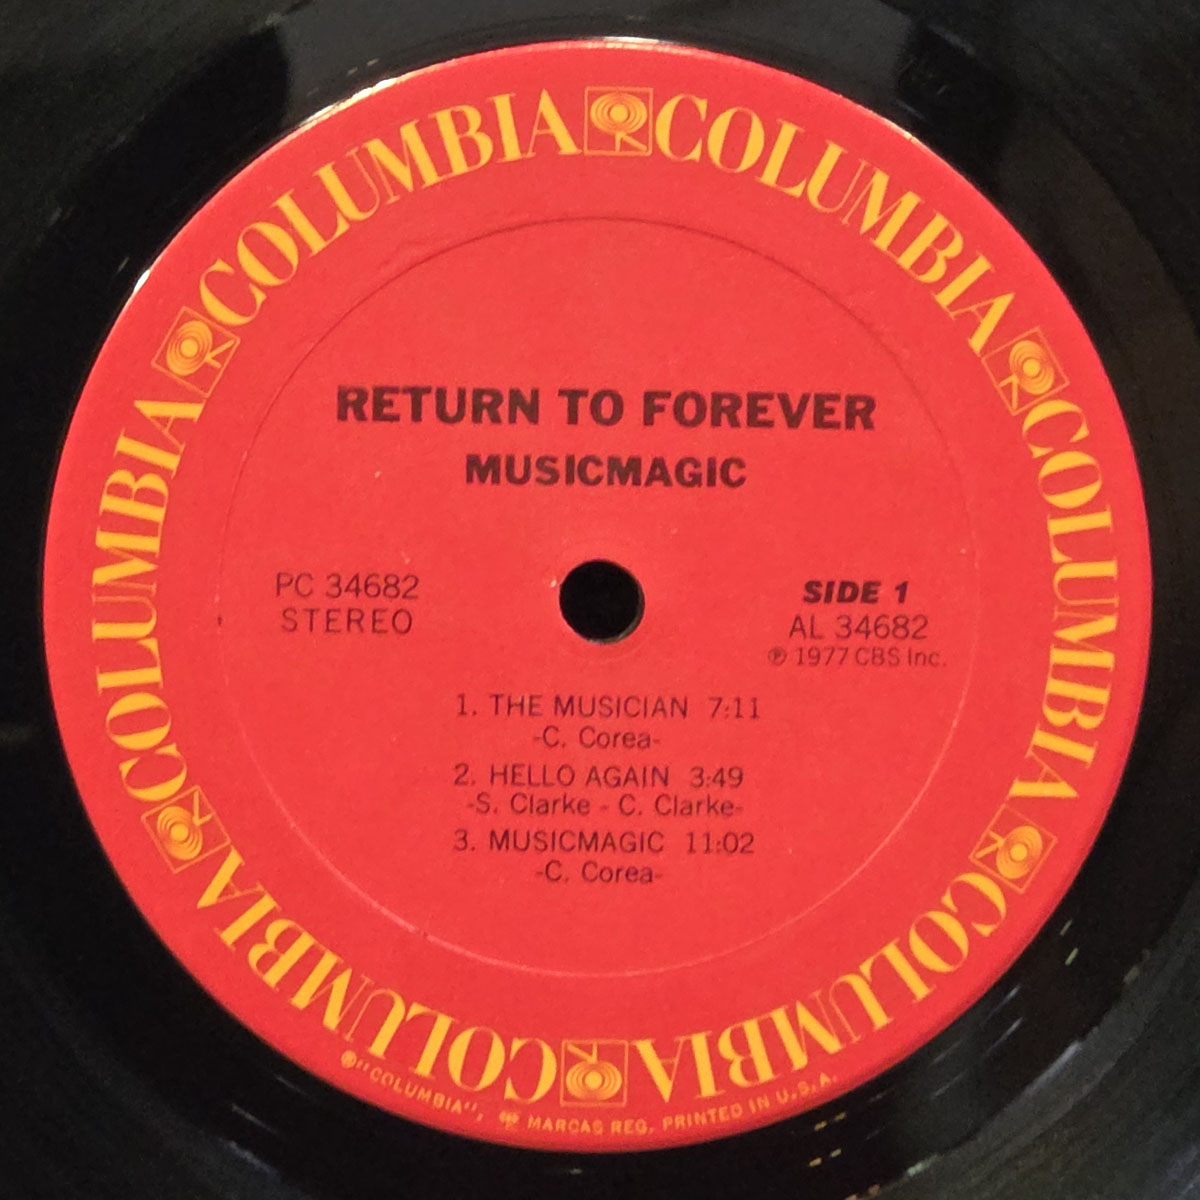 COLUMBIA COLUMBIA COLUMBIA COLUMBIA COLUMBIA COLUMBIA
RETURN TO FOREVER
MUSICMAGIC
PC 34682
STEREO
SIDE 1
AL 34682
℗ 1977 CBS Inc.
1. THE MUSICIAN 7:11
-C. Corea-
2. HELLO AGAIN 3:49
-S. Clarke - C. Clarke-
3. MUSICMAGIC 11:02
-C. Corea-
®"COLUMBIA", MARCAS REG. PRINTED IN U.S.A.